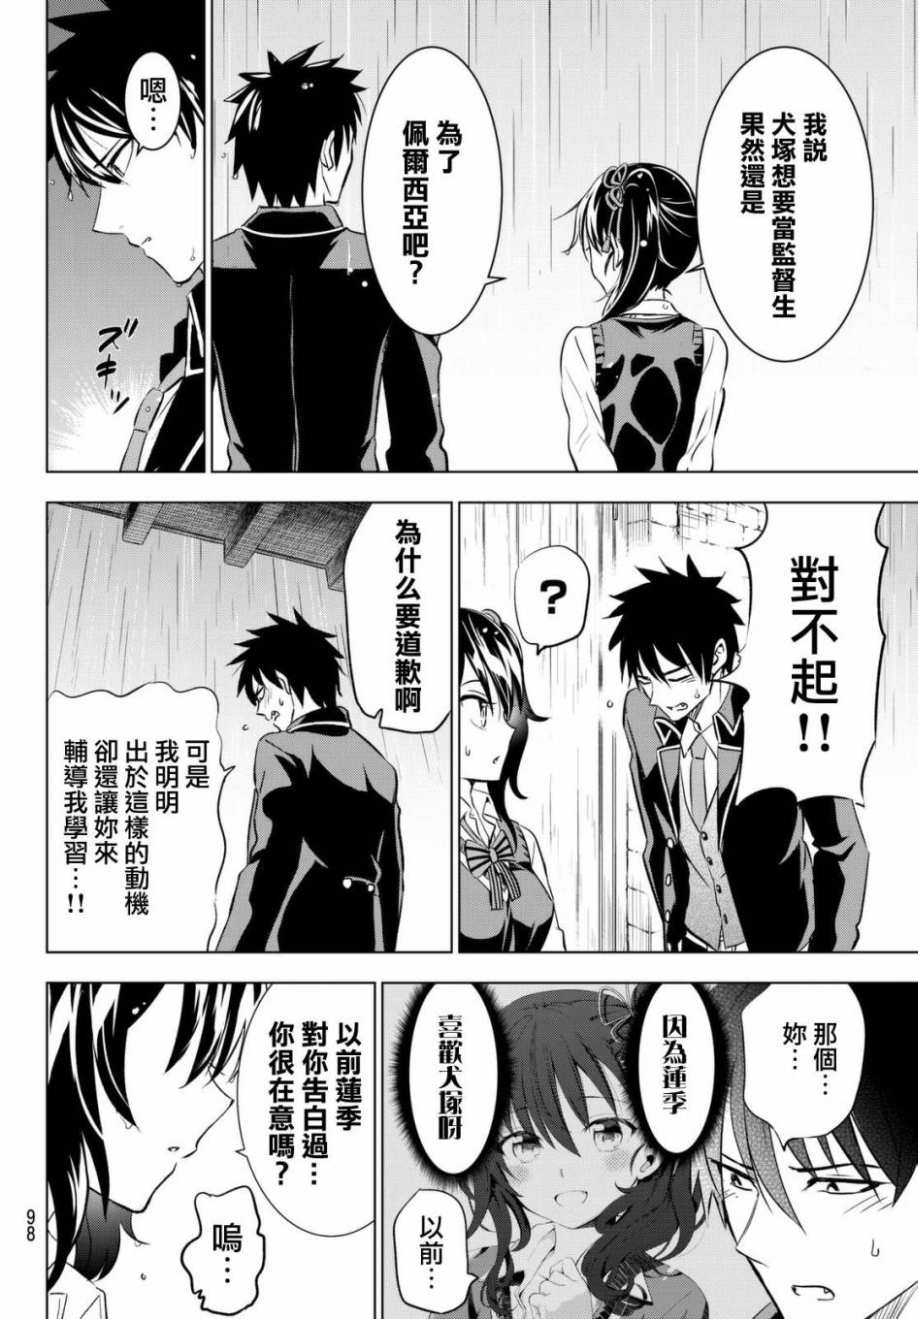 我説
犬塚想要當監督生
果然還是
為了
佩爾西亞吧？
嗯…
ズキ
對不起!!
？
為什么要道歉啊
可是
我明明
出於這樣的動機
卻還讓妳來
輔導我學習…!!
那個…
妳…
因為蓮季
喜歡犬塚呀
以前…
以前蓮季
對你告白過…
你很在意嗎？
嗚…
98